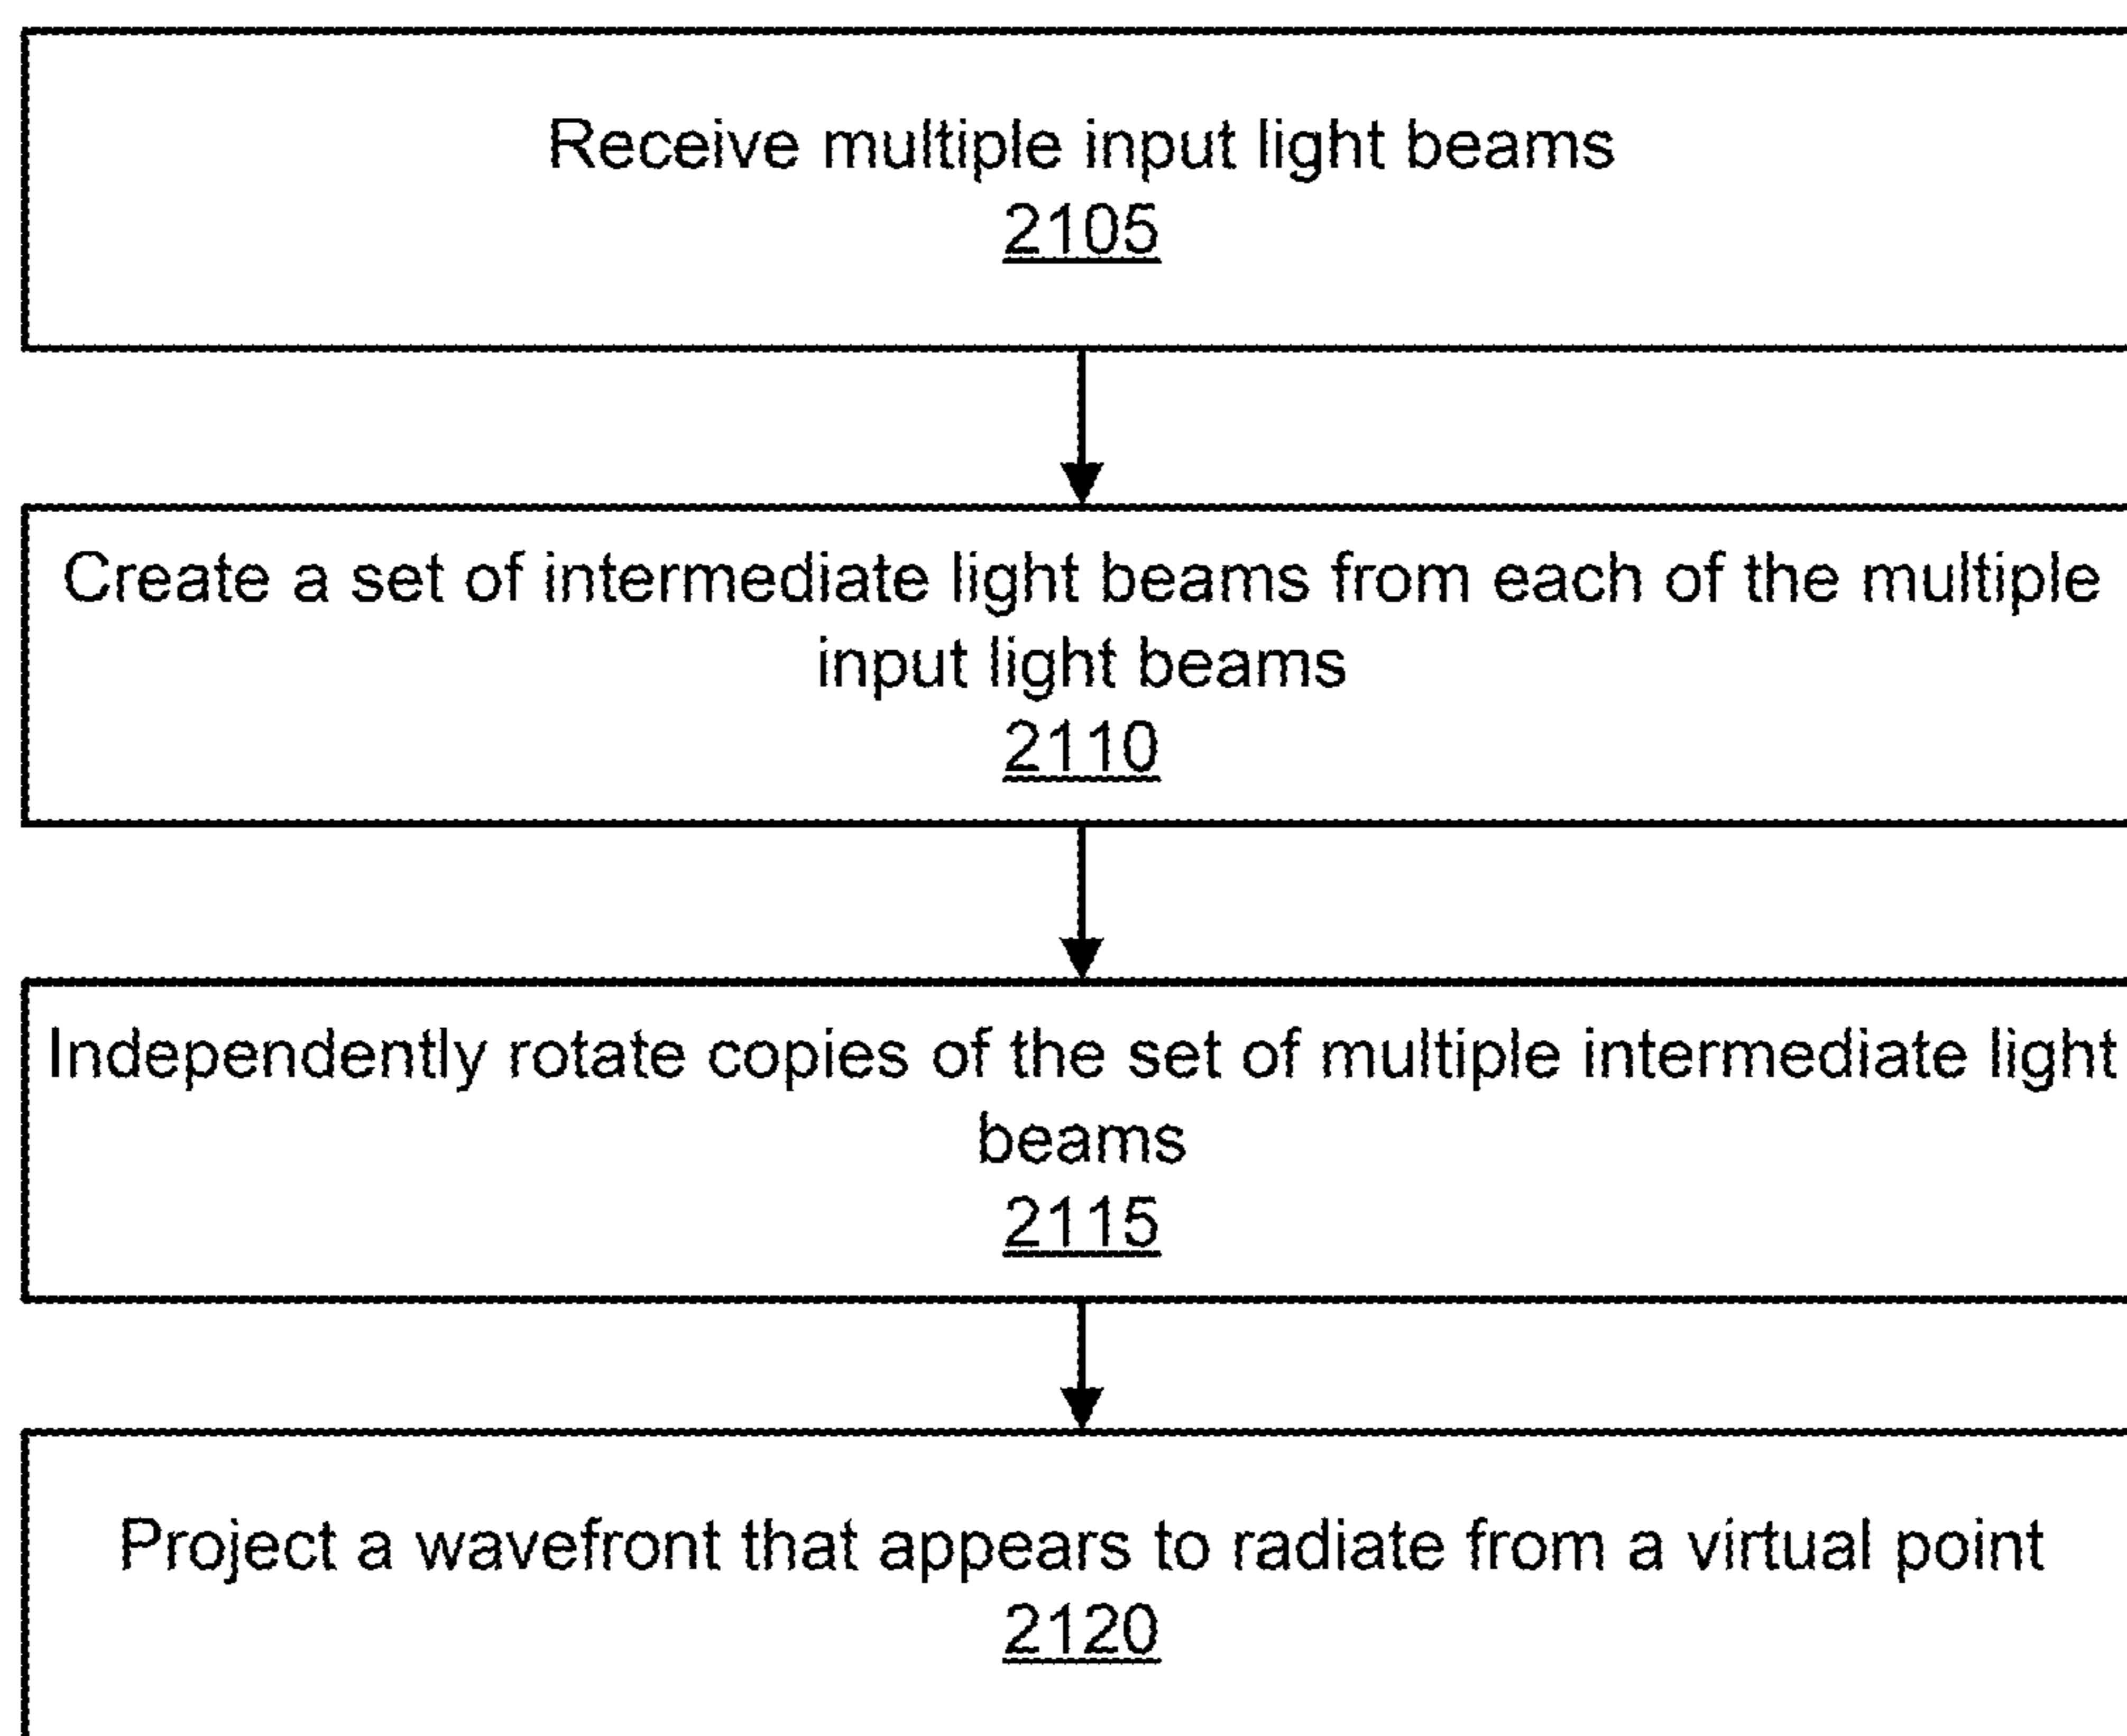 Receive multiple input light beams
2105
Create a set of intermediate light beams from each of the multiple
input light beams
2110
Independently rotate copies of the set of multiple intermediate light
beams
2115
Project a wavefront that appears to radiate from a virtual point
2120